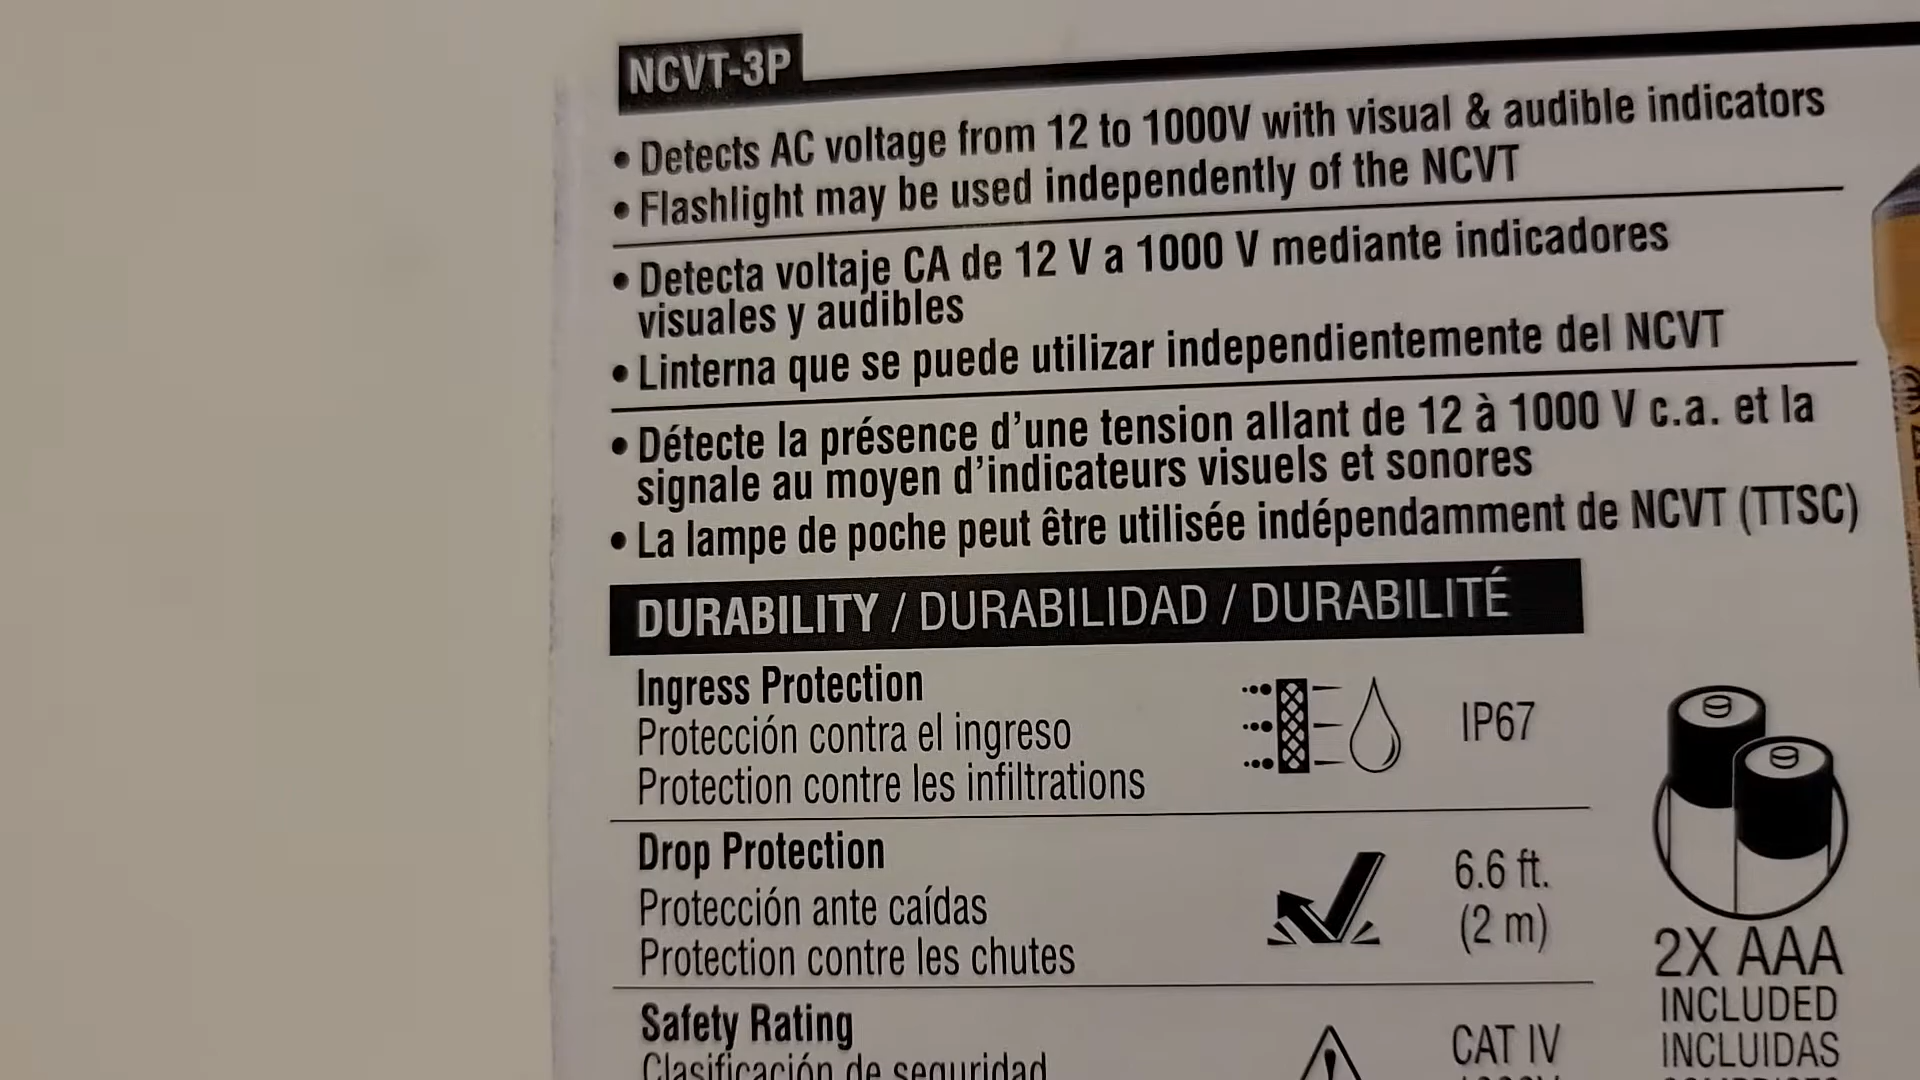 NCVT-3P
• Detects AC voltage from 12 to 1000V with visual & audible indicators
• Flashlight may be used independently of the NCVT
• Detecta voltaje CA de 12 V a 1000 V mediante indicadores
visuales y audibles
• Linterna que se puede utilizar independientemente del NCVT
• Détecte la présence d'une tension allant de 12 à 1000 V c.a. et la
signale au moyen d'indicateurs visuels et sonores
• La lampe de poche peut être utilisée indépendamment de NCVT (TTSC)
DURABILITY / DURABILIDAD / DURABILITÉ
Ingress Protection
Protección contra el ingreso
Protection contre les infiltrations
IP67
Drop Protection
Protección ante caídas
Protection contre les chutes
6.6 ft.
(2 m)
Safety Rating
Clasificación de seguridad
CAT IV
2X AAA
INCLUDED
INCLUIDAS